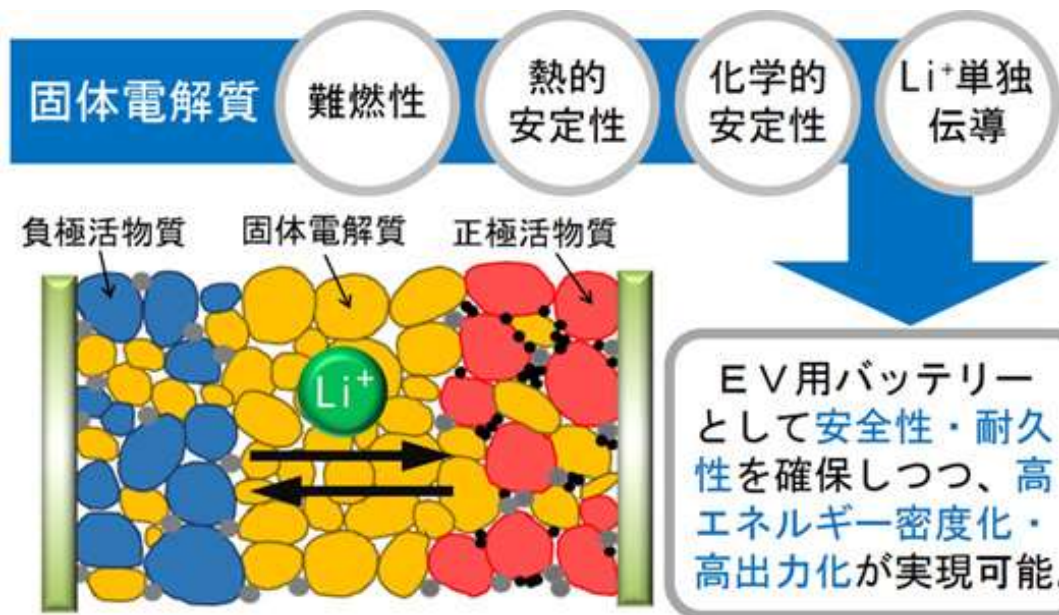 固体電解質
難燃性
熱的
安定性
化学的
安定性
Li⁺単独
伝導
負極活物質
固体電解質
正極活物質
Li⁺
ＥＶ用バッテリー
として安全性・耐久
性を確保しつつ、高
エネルギー密度化・
高出力化が実現可能。